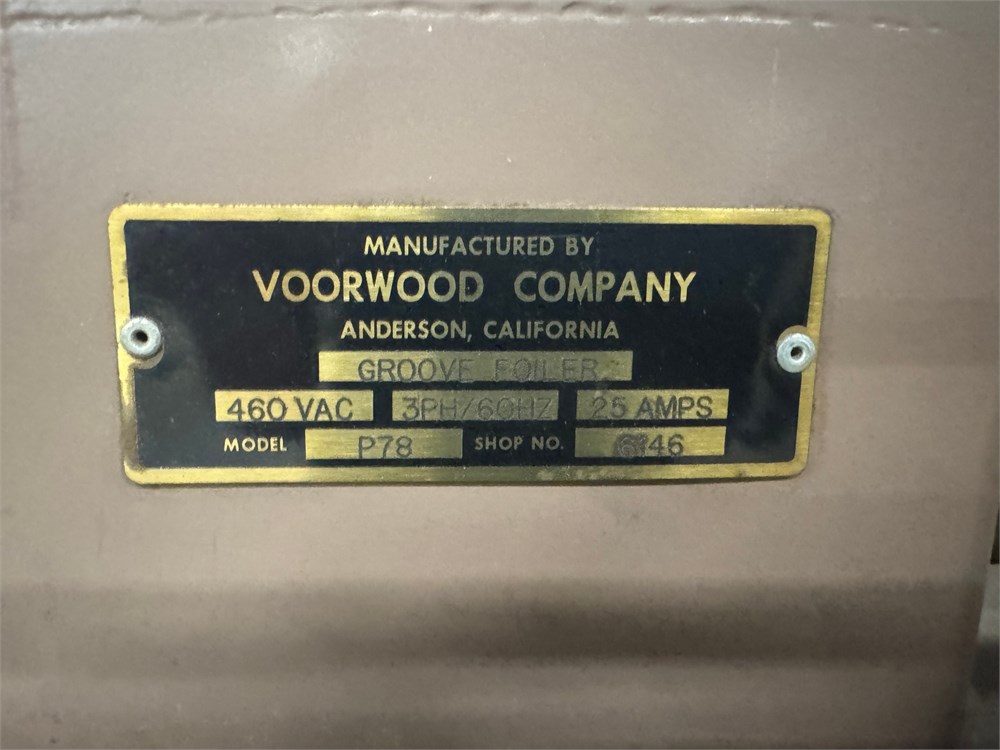 MANUFACTURED BY
VOORWOOD COMPANY
ANDERSON, CALIFORNIA
GROOVE FOILER
460 VAC 3PH/60HZ 25 AMPS
MODEL P78 SHOP NO.